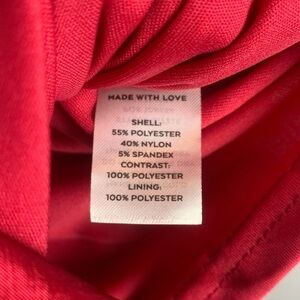 MADE WITH LOVE
SHELL:
55% POLYESTER
40% NYLON
5% SPANDEX
CONTRAST:
100% POLYESTER
LINING:
100% POLYESTER